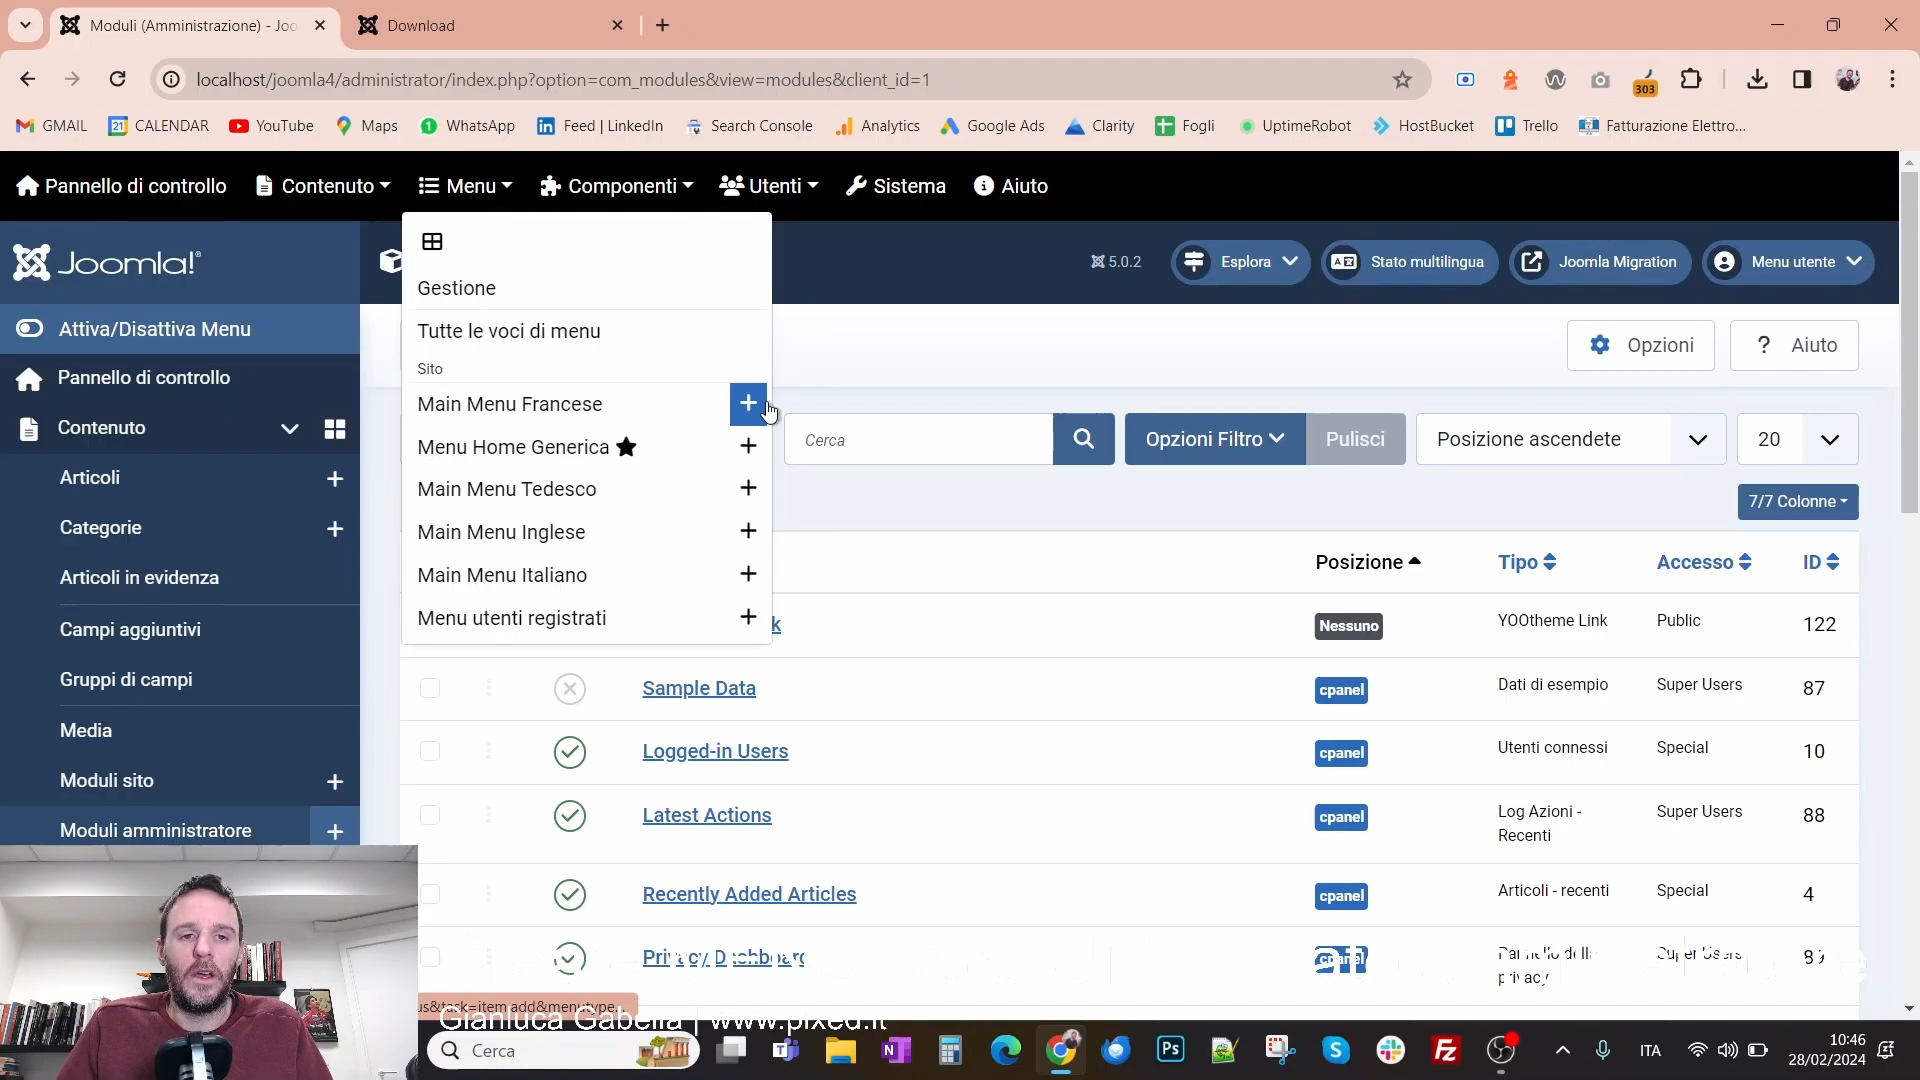 Moduli (Amministrazione) - Joo
Download
localhost/joomla4/administrator/index.php?option=com_modules&view=modules&client_id=1
303
GMAIL
21 CALENDAR
YouTube
Maps
WhatsApp
Feed | LinkedIn
Search Console
Analytics
Google Ads
Clarity
Fogli
UptimeRobot
HostBucket
Trello
Fatturazione Elettro...
Pannello di controllo
Contenuto
Menu
Componenti
Utenti
Sistema
Aiuto
Joomla!
5.0.2
Esplora
Stato multilingua
Joomla Migration
Menu utente
Attiva/Disattiva Menu
Pannello di controllo
Contenuto
Articoli
Categorie
Articoli in evidenza
Campi aggiuntivi
Gruppi di campi
Media
Moduli sito
Moduli amministratore
Gestione
Tutte le voci di menu
Sito
Main Menu Francese
Menu Home Generica
Main Menu Tedesco
Main Menu Inglese
Main Menu Italiano
Menu utenti registrati
Opzioni
? Aiuto
Cerca
Opzioni Filtro
Pulisci
Posizione ascendete
20
7/7 Colonne
Posizione
Tipo
Accesso
ID
k
Nessuno
YOOtheme Link
Public
122
Sample Data
cpanel
Dati di esempio
Super Users
87
Logged-in Users
cpanel
Utenti connessi
Special
10
Latest Actions
cpanel
Log Azioni -
Recenti
Super Users
88
Recently Added Articles
cpanel
Articoli - recenti
Special
4
privacy
us&task=item.add&menutype...
Gianluca Gabella | www.pixed.it
Cerca
ITA
10:46
28/02/2024